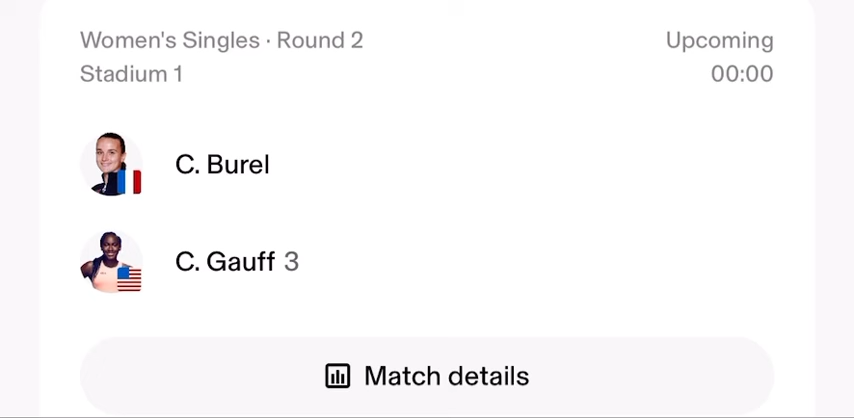 Women's Singles · Round 2
Upcoming
Stadium 1
00:00
C. Burel
C. Gauff 3
Match details